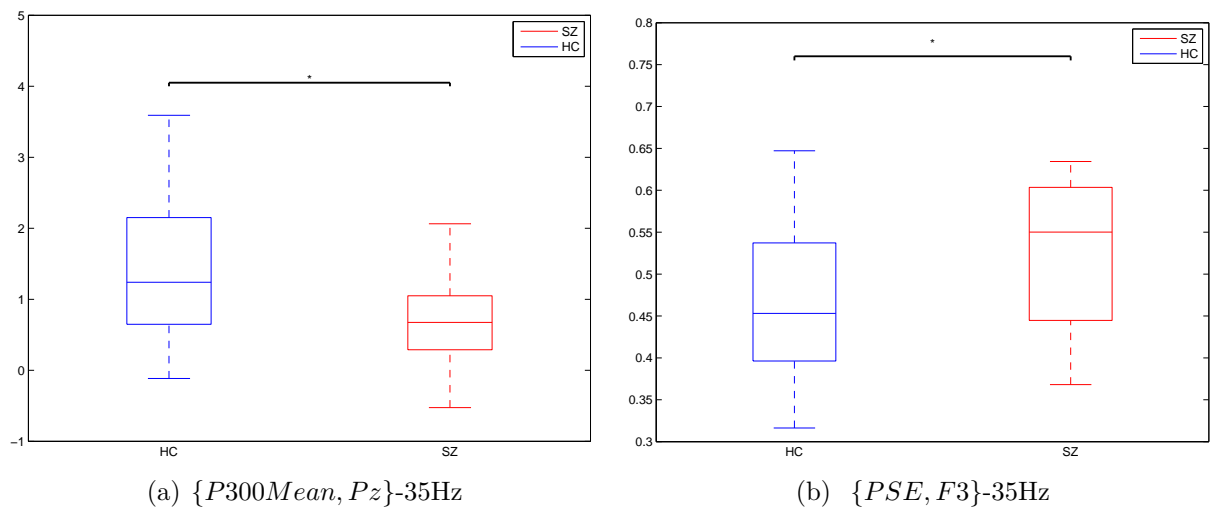 5
4
3
2
1
0
−1
*
SZ
HC
HC
SZ
(a) {P300Mean, Pz}-35Hz
0.8
0.75
0.7
0.65
0.6
0.55
0.5
0.45
0.4
0.35
0.3
*
SZ
HC
HC
SZ
(b) {PSE, F3}-35Hz